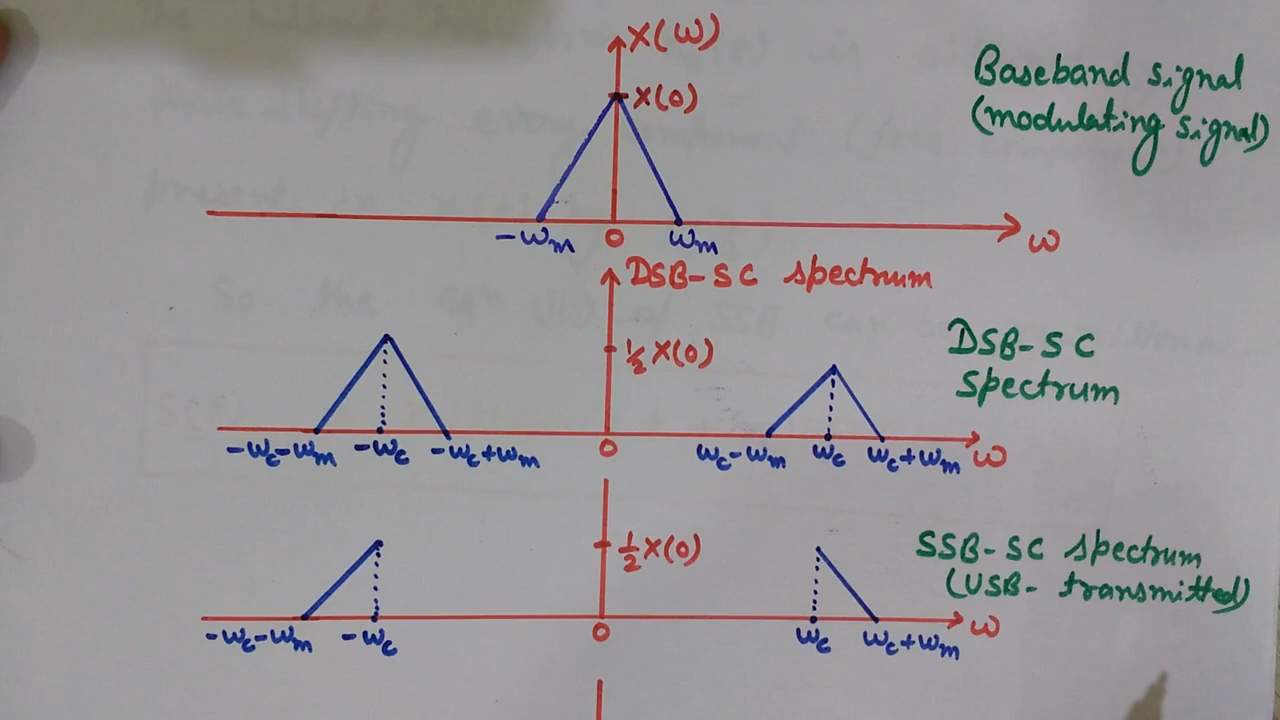 X(ω)
X(0)
Baseband signal
(modulating signal)
-ωm 0 ωm ω
DSB-SC spectrum
½ X(0)
DSB-SC
spectrum
-ωc-ωm -ωc -ωc+ωm 0 ωc-ωm ωc ωc+ωm ω
½ X(0)
SSB-SC spectrum
(USB- transmitted)
-ωc-ωm -ωc 0 ωc ωc+ωm ω